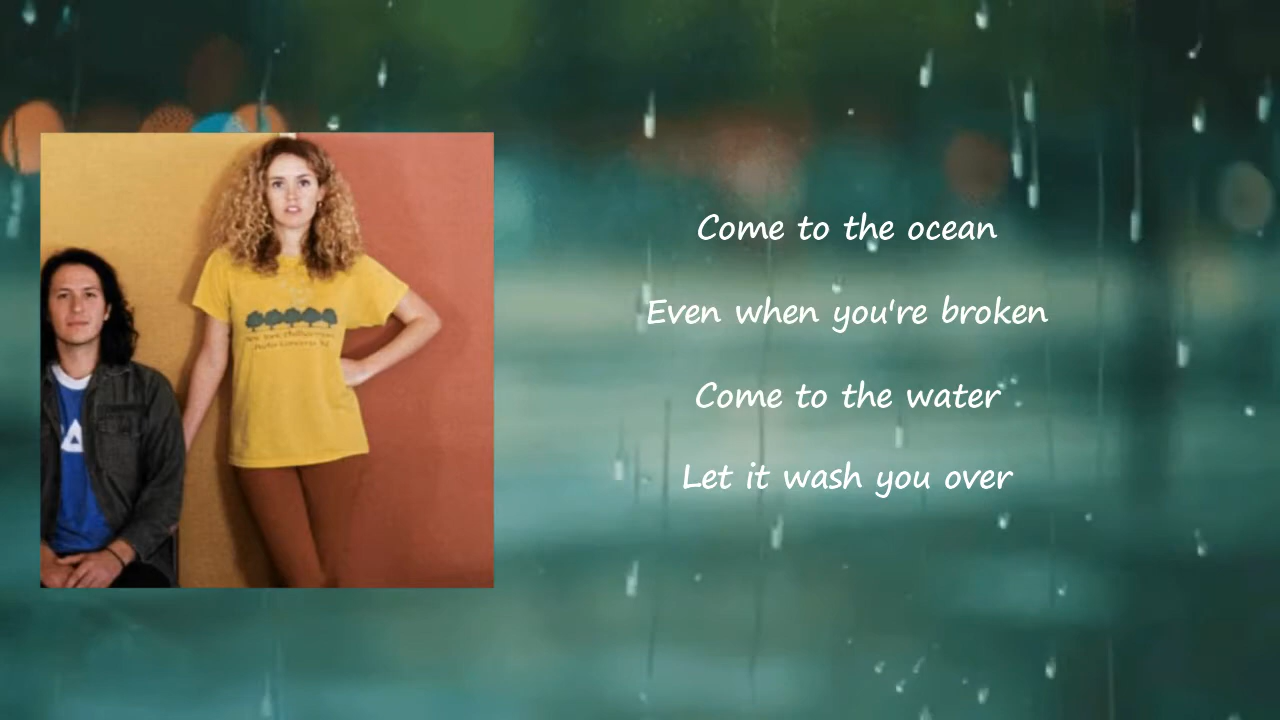 Come to the ocean
Even when you're broken
Come to the water
Let it wash you over